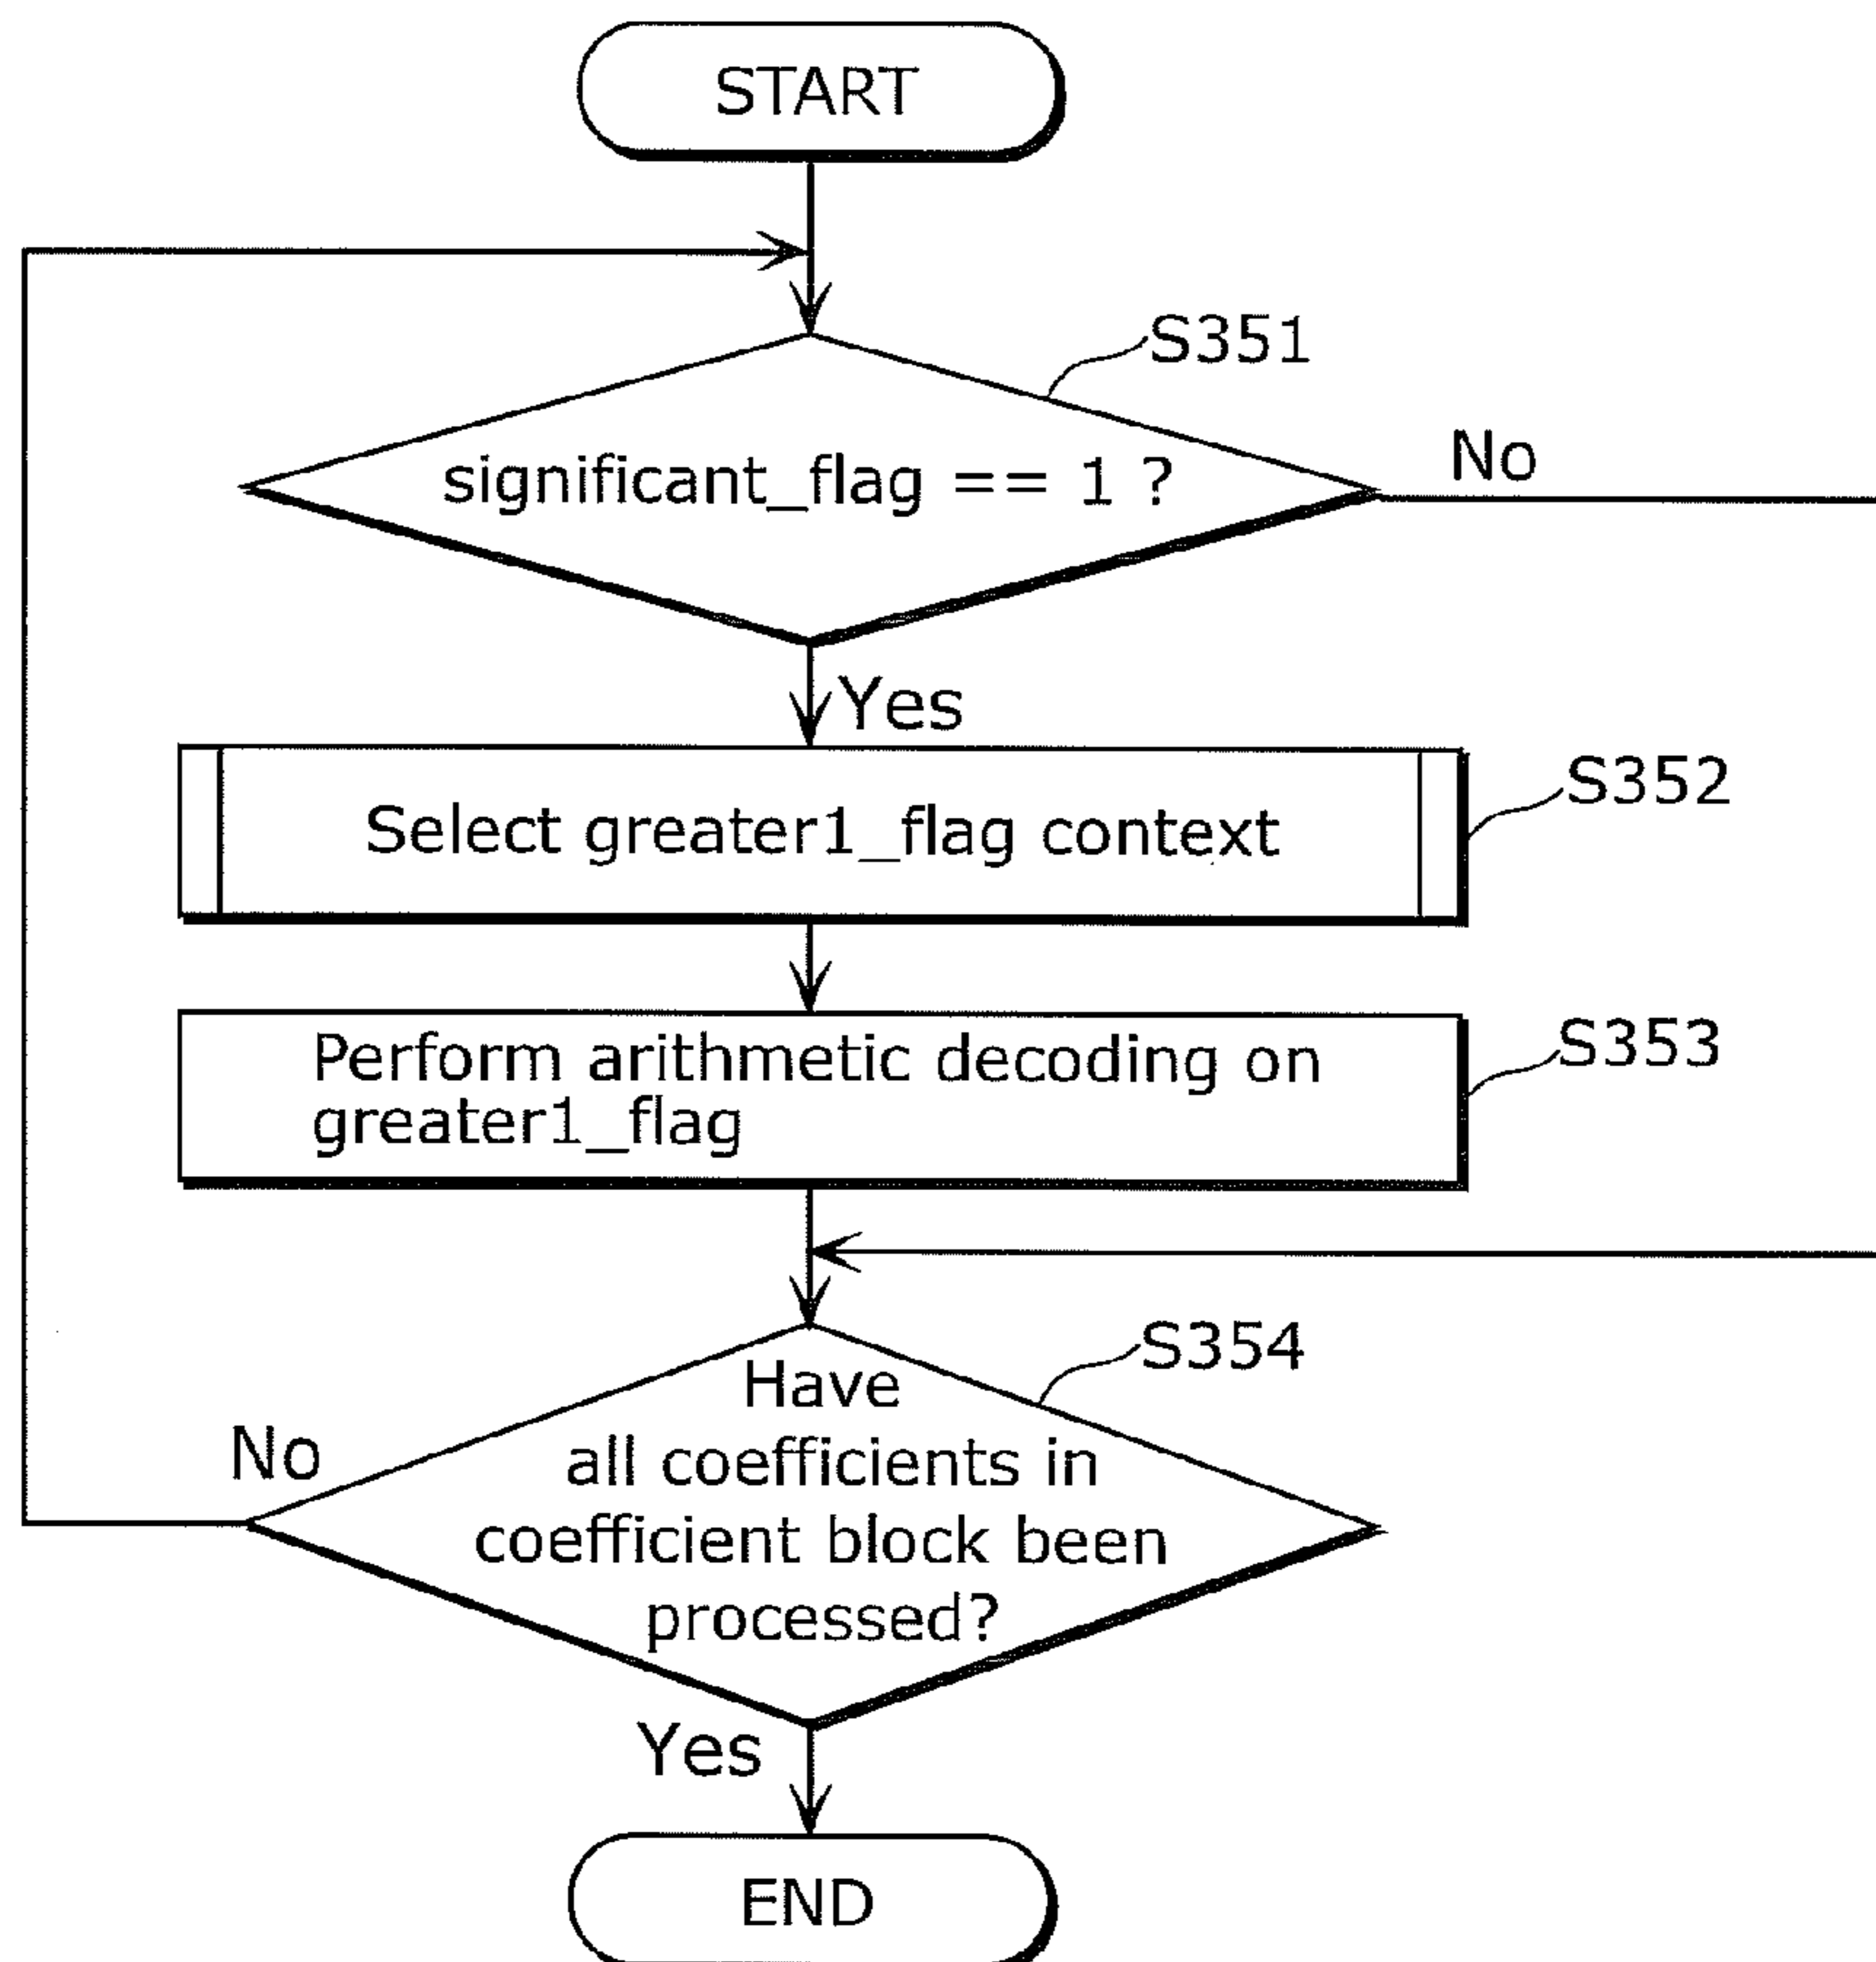 START
S351
significant_flag == 1 ?
No
Yes
S352
Select greater1_flag context
S353
Perform arithmetic decoding on
greater1_flag
S354
Have
all coefficients in
coefficient block been
processed?
No
Yes
END